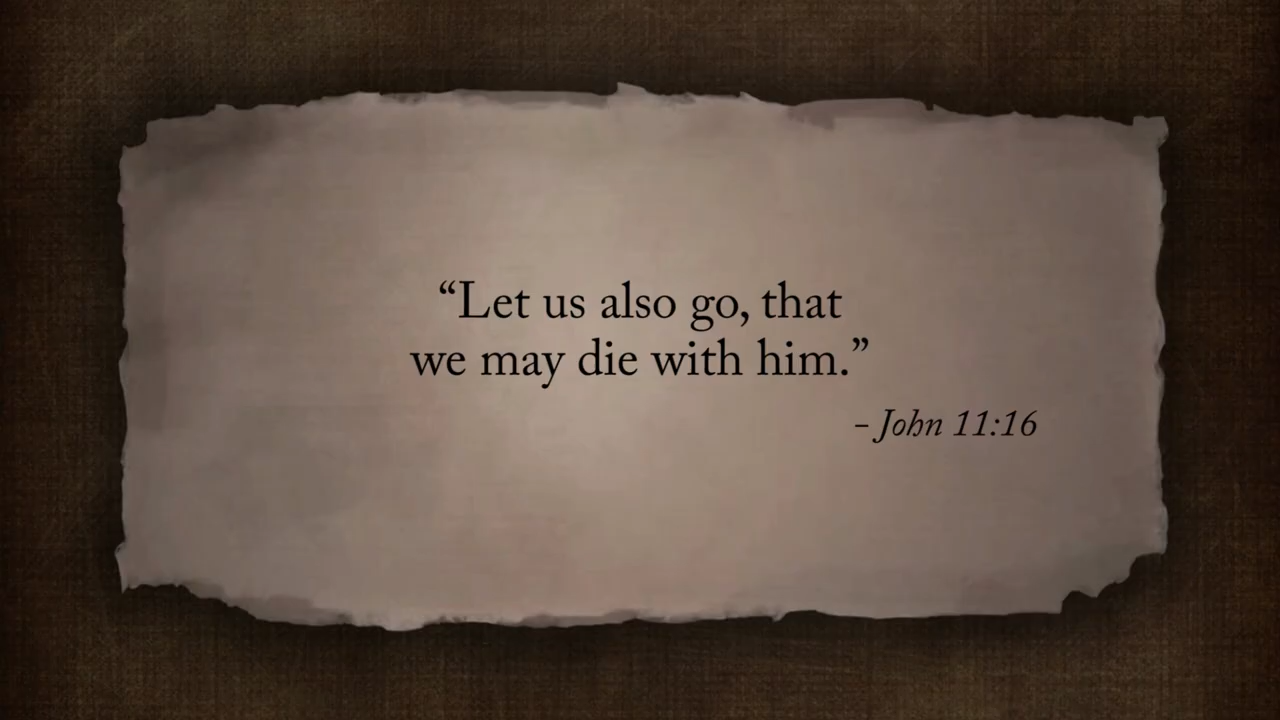 “Let us also go, that
we may die with him.”
– John 11:16